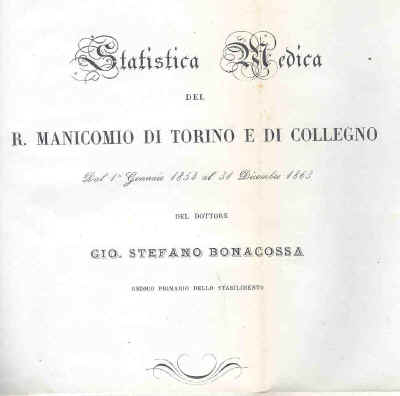 Statistica Medica
DEL
R. MANICOMIO DI TORINO E DI COLLEGNO
Dal 1° Gennaio 1854 al 31 Dicembre 1863
DEL DOTTORE
GIO. STEFANO BONACOSSA
MEDICO PRIMARIO DELLO STABILIMENTO